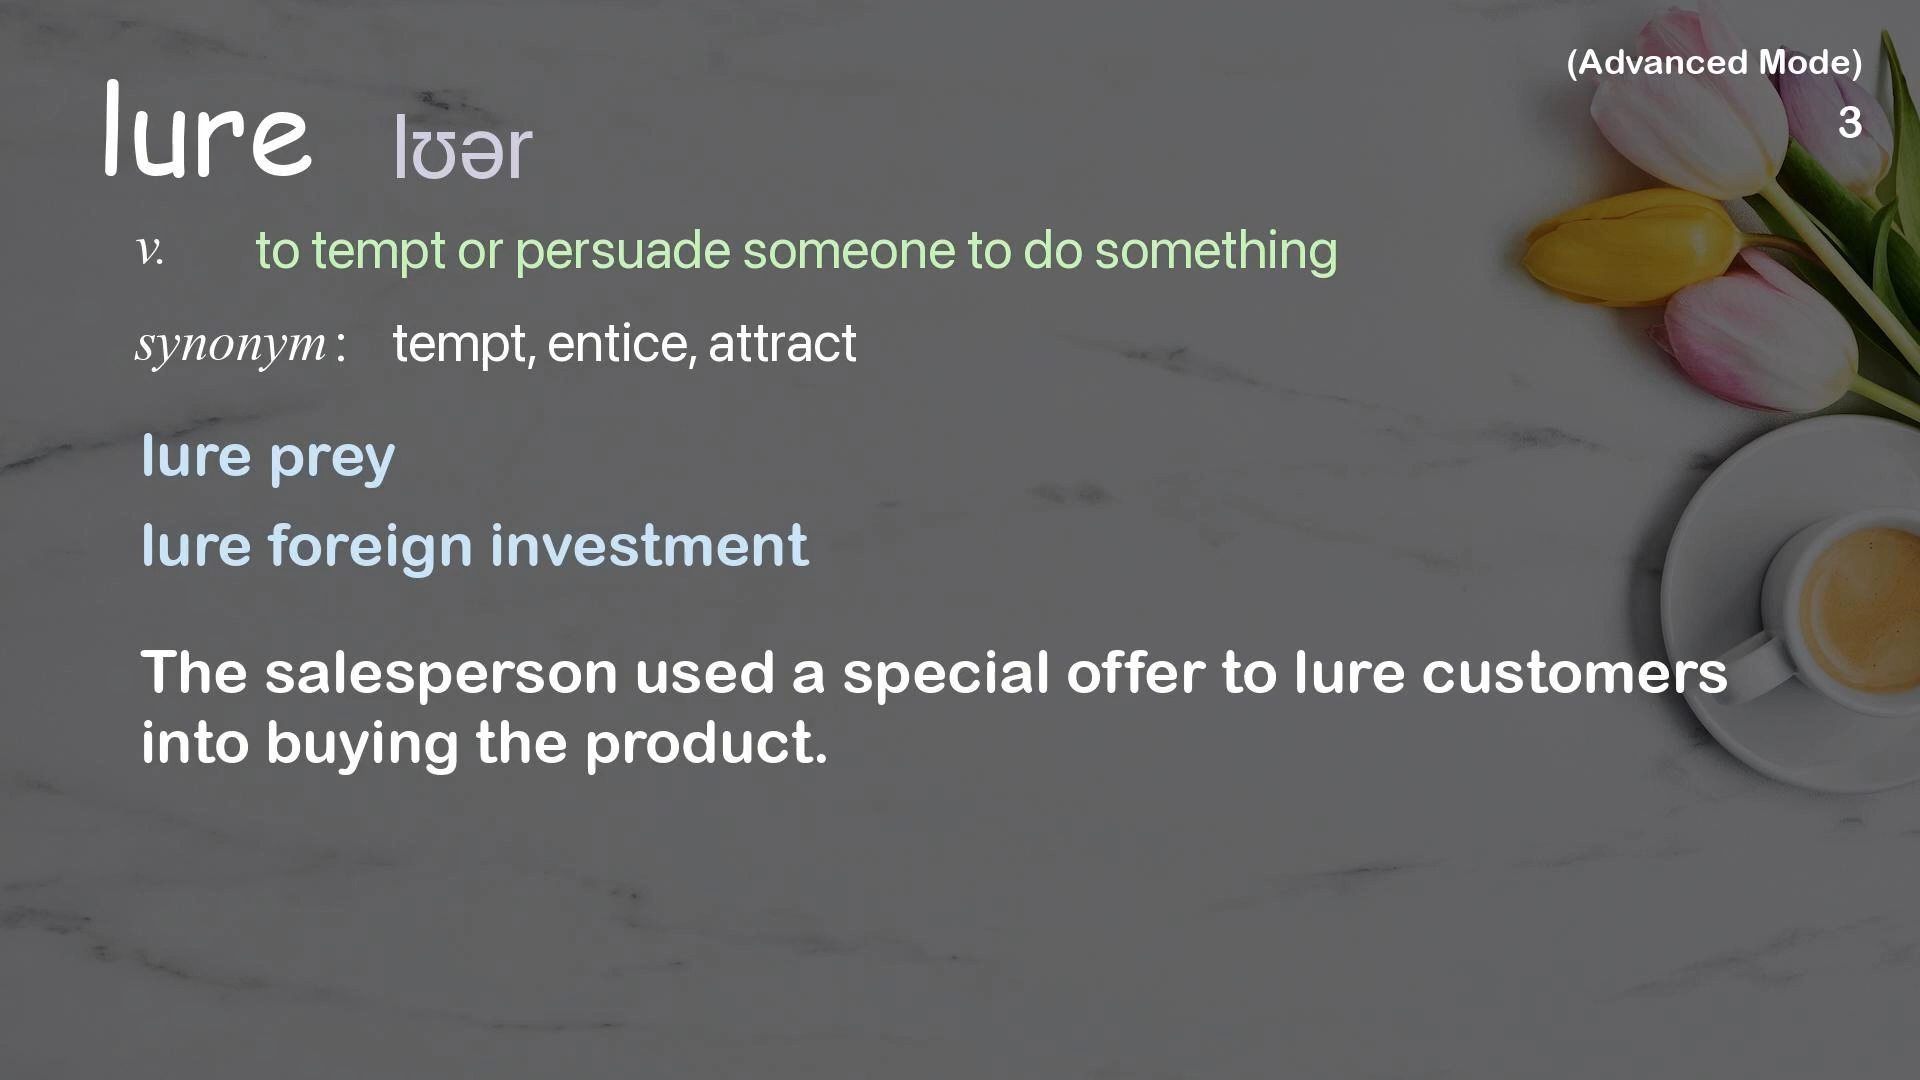 (Advanced Mode)
3
lure lʊər
v. to tempt or persuade someone to do something
synonym : tempt, entice, attract
lure prey
lure foreign investment
The salesperson used a special offer to lure customers
into buying the product.